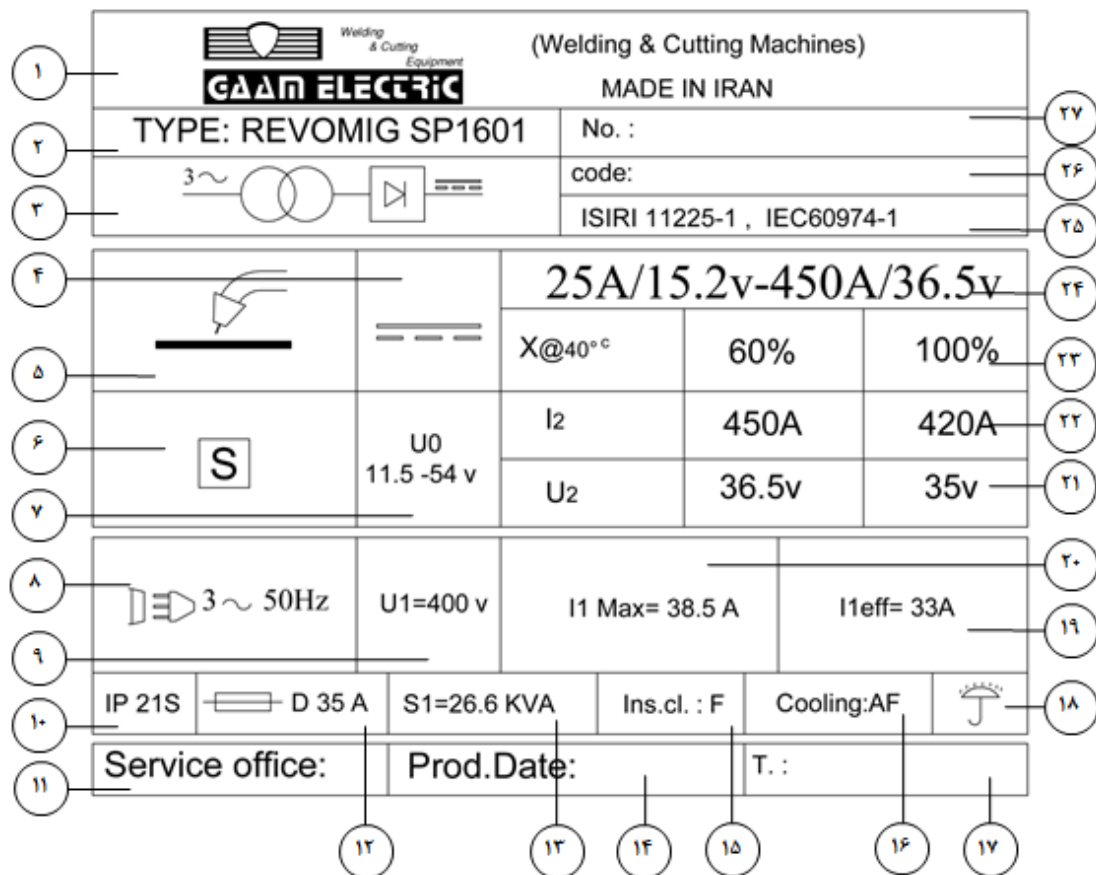 Welding
& Cutting
Equipment
GAAM ELECTRIC
(Welding & Cutting Machines)
MADE IN IRAN
۱
TYPE: REVOMIG SP1601
No. :
۲۷
۲
3~
code:
۲۶
۳
ISIRI 11225-1 , IEC60974-1
۲۵
۴
25A/15.2v-450A/36.5v
۲۴
X@40°c
60%
100%
۲۳
۵
I2
450A
420A
۲۲
۶
S
U0
11.5 -54 v
U2
36.5v
35v
۲۱
۷
۸
3~ 50Hz
U1=400 v
I1 Max= 38.5 A
I1eff= 33A
۲۰
۱۹
۹
IP 21S
D 35 A
S1=26.6 KVA
Ins.cl. : F
Cooling:AF
۱۸
۱۰
Service office:
Prod.Date:
T. :
۱۱
۱۲
۱۳
۱۴
۱۵
۱۶
۱۷